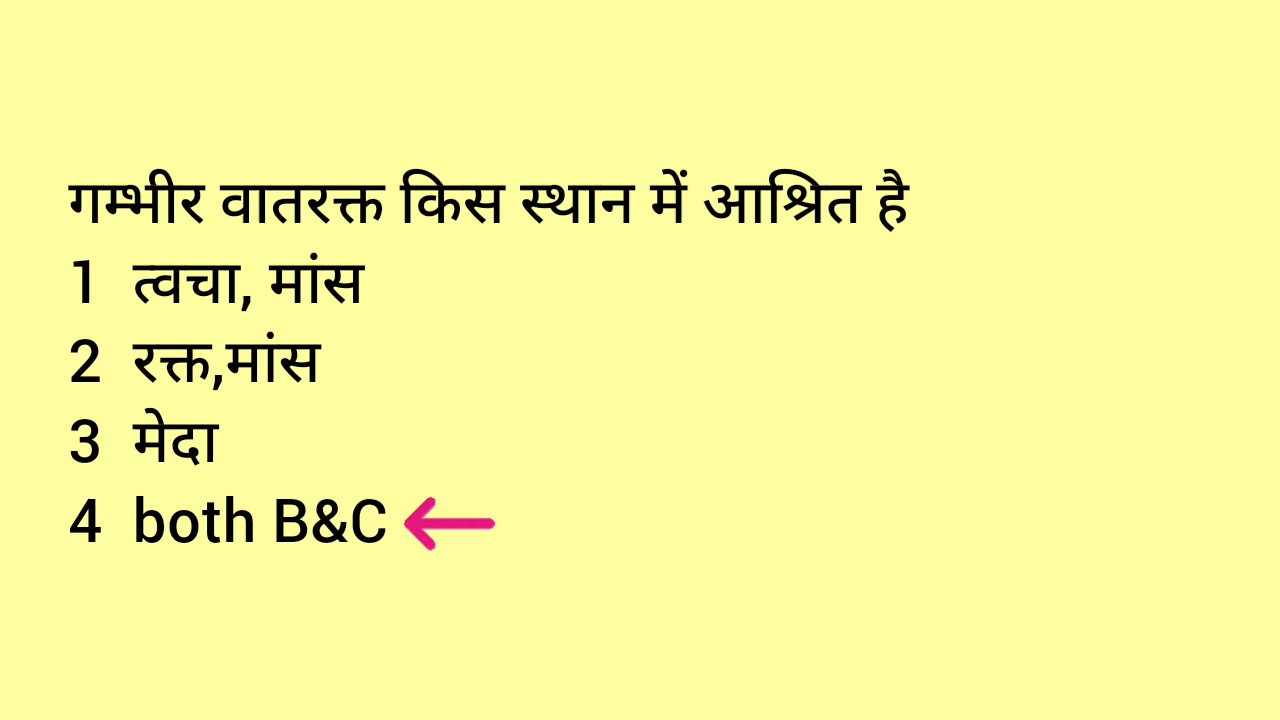 गम्भीर वातरक्त किस स्थान में आश्रित है
1 त्वचा, मांस
2 रक्त,मांस
3 मेदा
4 both B&C